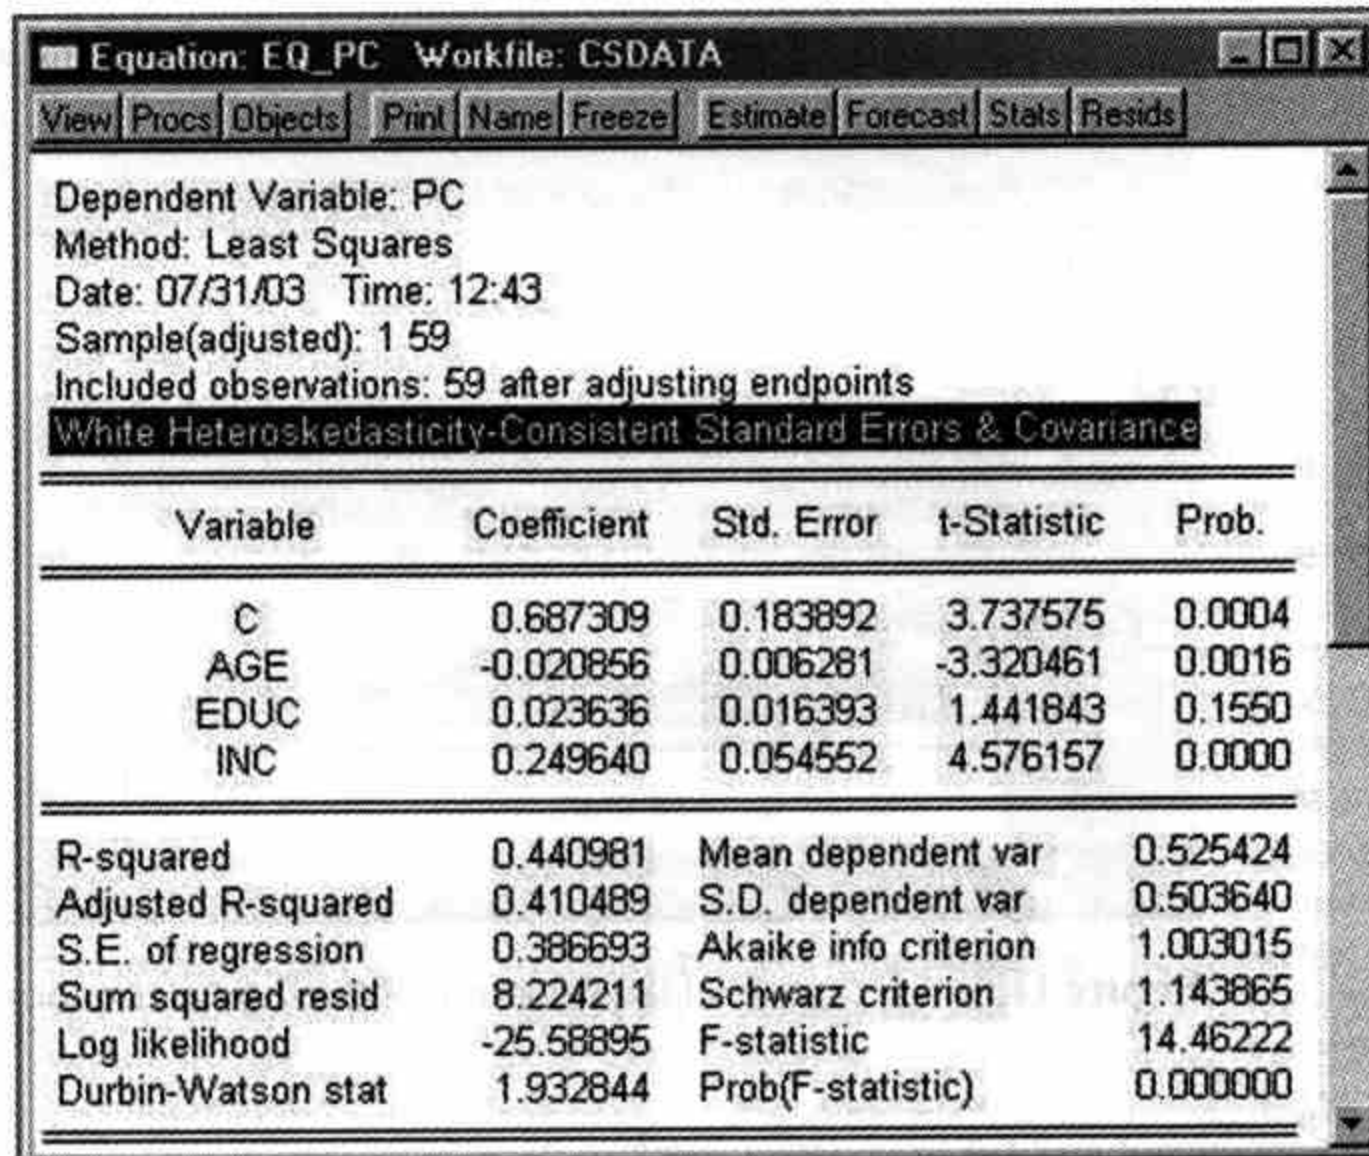 Equation: EQ_PC Workfile: CSDATA
View Procs Objects Print Name Freeze Estimate Forecast Stats Resids
Dependent Variable: PC
Method: Least Squares
Date: 07/31/03 Time: 12:43
Sample(adjusted): 1 59
Included observations: 59 after adjusting endpoints
White Heteroskedasticity-Consistent Standard Errors & Covariance
Variable Coefficient Std. Error t-Statistic Prob.
C 0.687309 0.183892 3.737575 0.0004
AGE -0.020856 0.006281 -3.320461 0.0016
EDUC 0.023636 0.016393 1.441843 0.1550
INC 0.249640 0.054552 4.576157 0.0000
R-squared 0.440981 Mean dependent var 0.525424
Adjusted R-squared 0.410489 S.D. dependent var 0.503640
S.E. of regression 0.386693 Akaike info criterion 1.003015
Sum squared resid 8.224211 Schwarz criterion 1.143865
Log likelihood -25.58895 F-statistic 14.46222
Durbin-Watson stat 1.932844 Prob(F-statistic) 0.000000